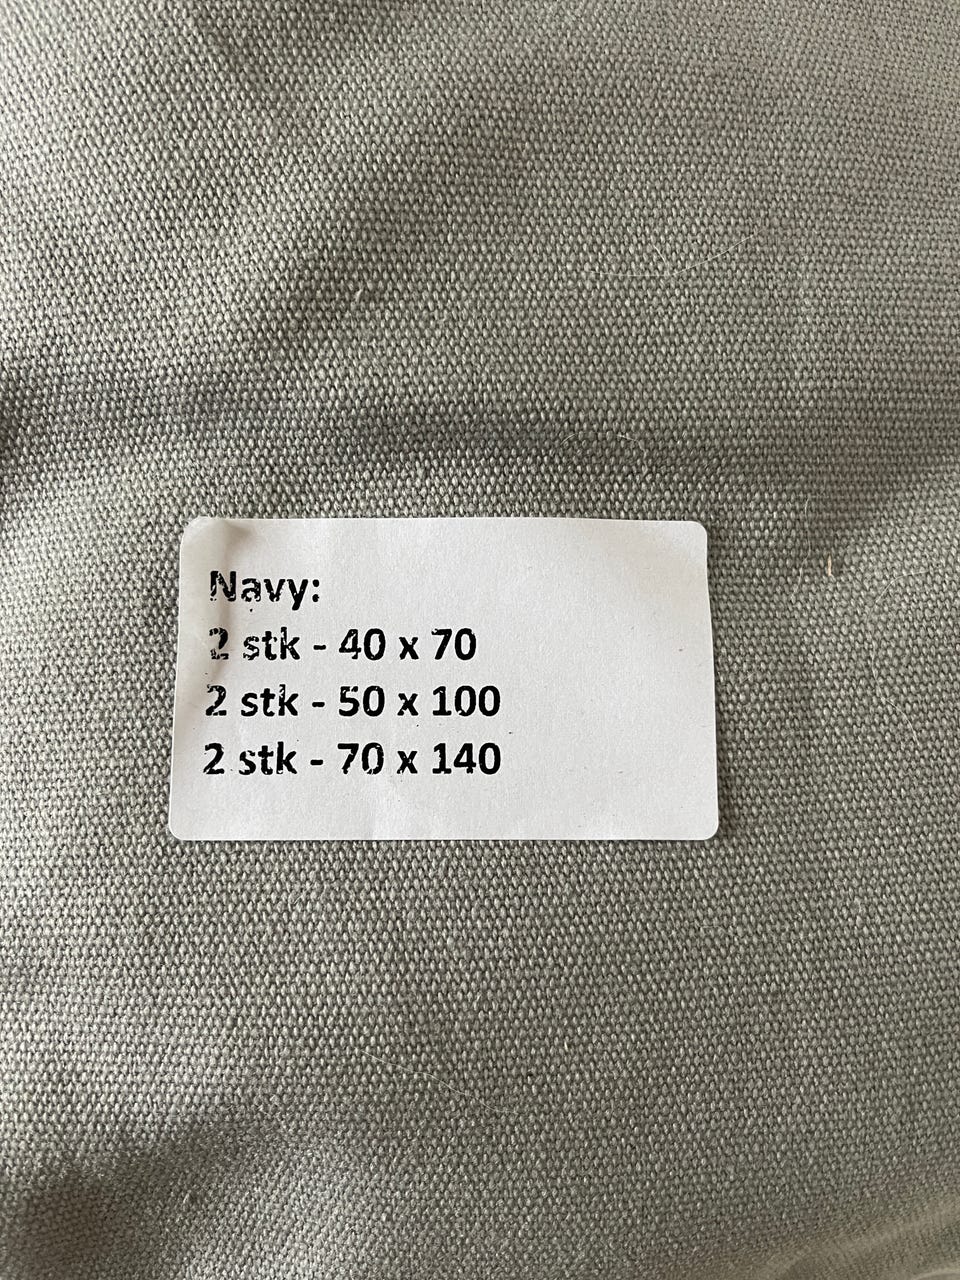 Navy:
2 stk - 40 x 70
2 stk - 50 x 100
2 stk - 70 x 140